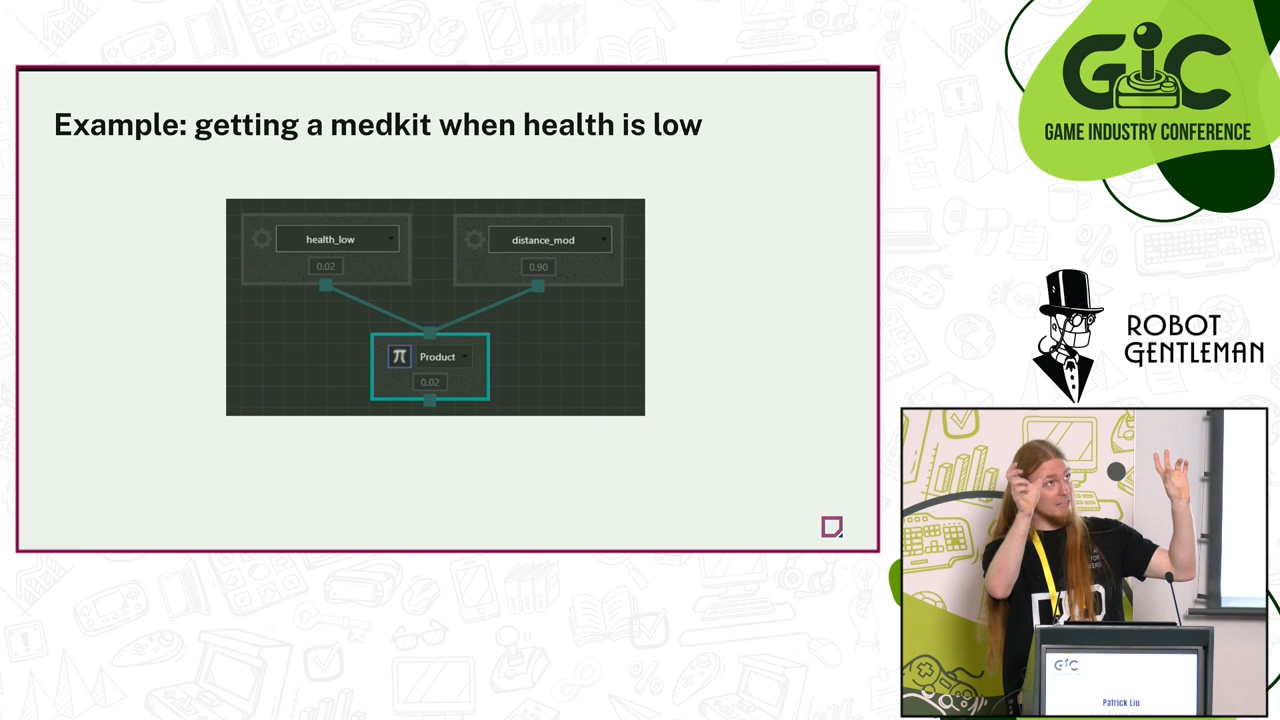 Example: getting a medkit when health is low
health_low
0.02
distance_mod
0.90
π
Product
0.02
GIC
GAME INDUSTRY CONFERENCE
ROBOT
GENTLEMAN
GIC
Patrick Liu